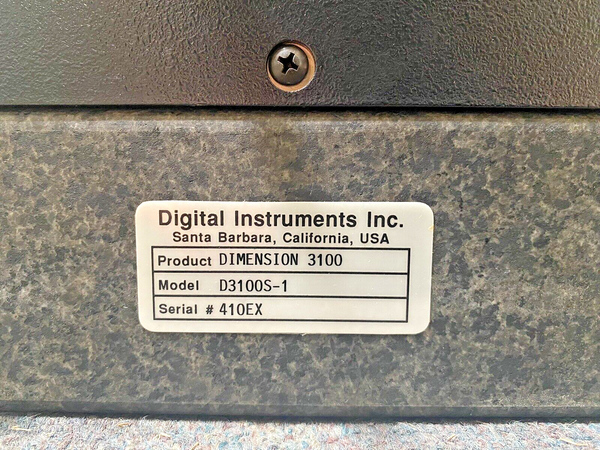 Digital Instruments Inc.
Santa Barbara, California, USA
Product DIMENSION 3100
Model D3100S-1
Serial # 410EX